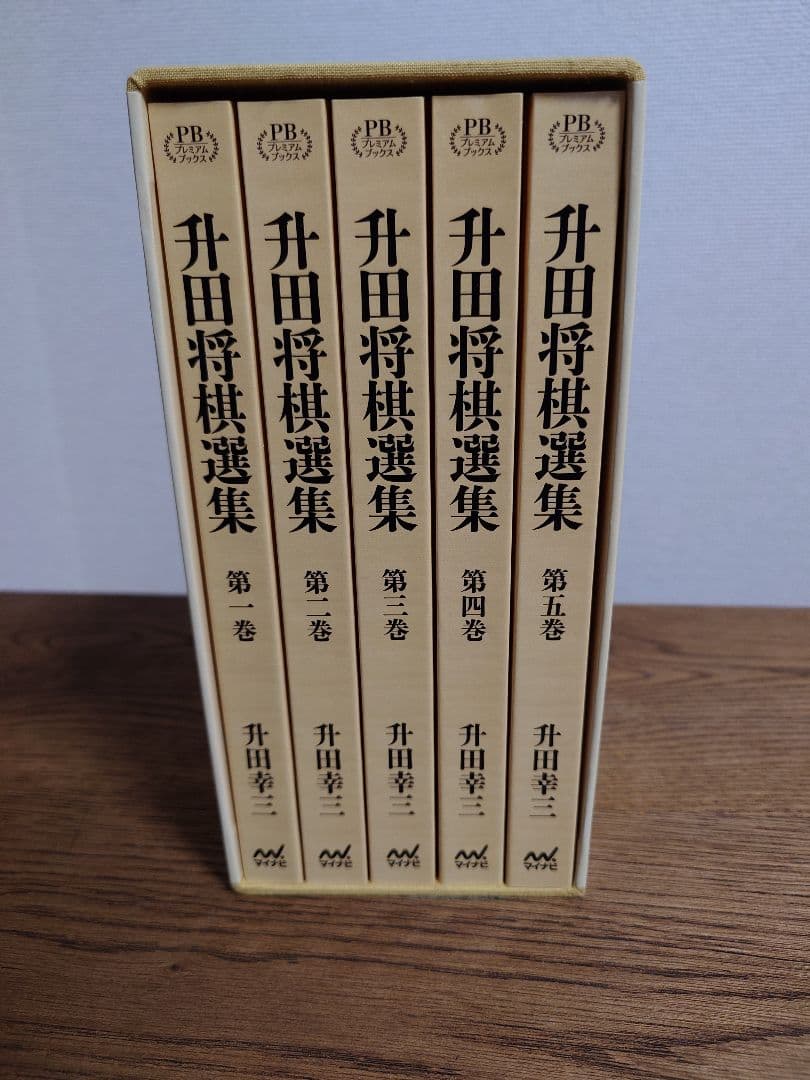 PB
プレミアム
ブックス
升田将棋選集
第一巻
升田幸三
マイナビ
PB
プレミアム
ブックス
升田将棋選集
第二巻
升田幸三
マイナビ
PB
プレミアム
ブックス
升田将棋選集
第三巻
升田幸三
マイナビ
PB
プレミアム
ブックス
升田将棋選集
第四巻
升田幸三
マイナビ
PB
プレミアム
ブックス
升田将棋選集
第五巻
升田幸三
マイナビ